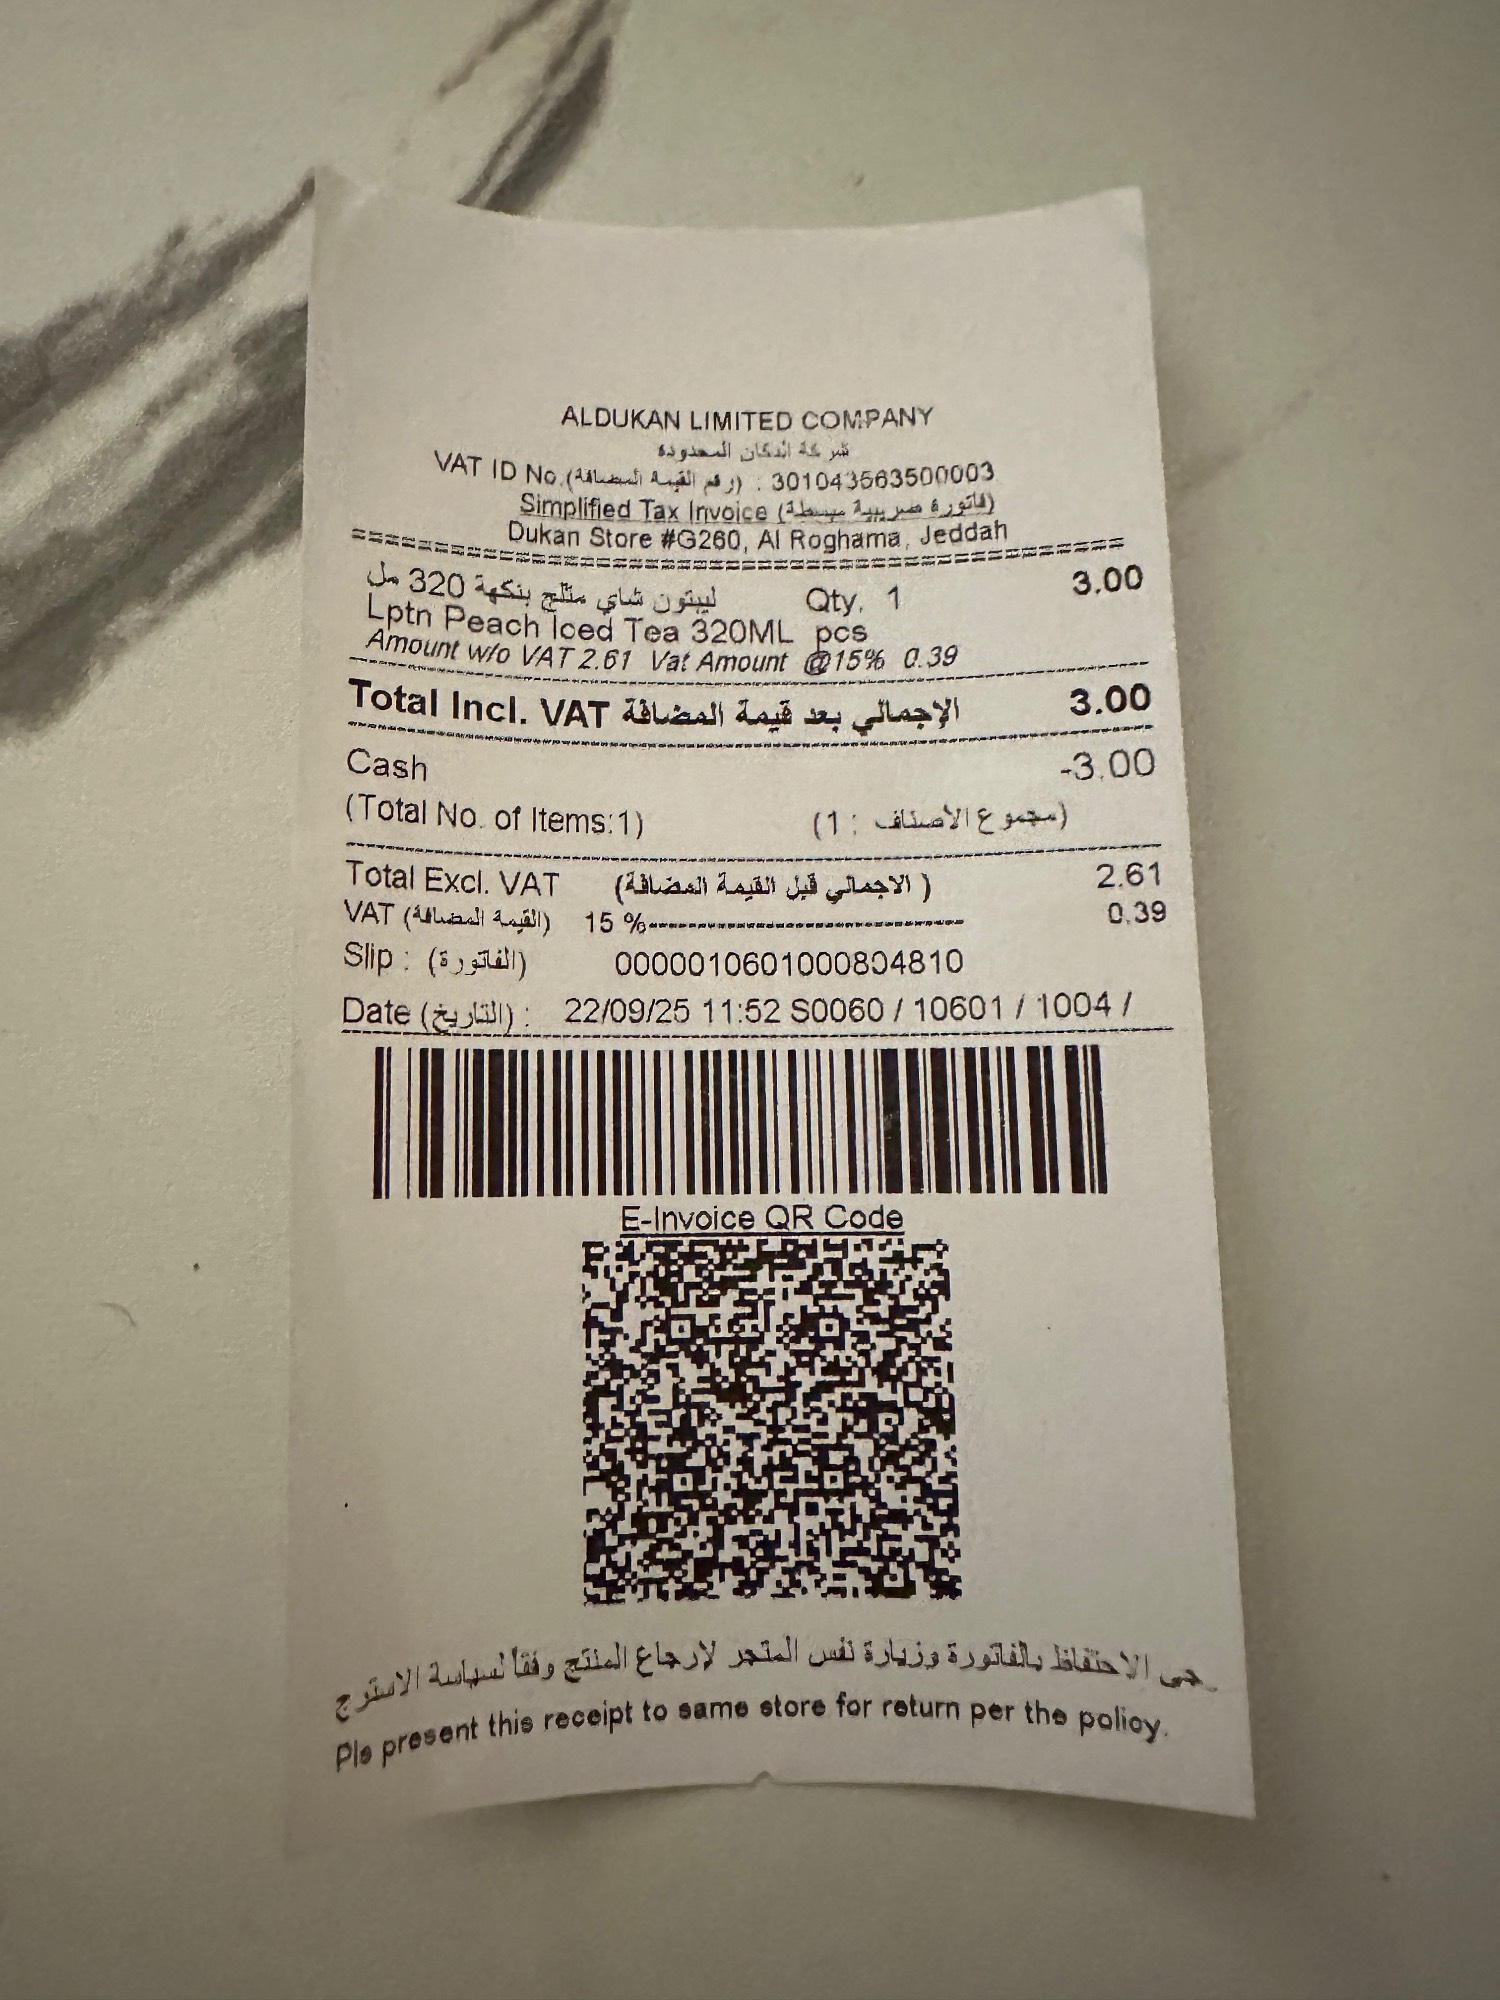 ALDUKAN LIMITED COMPANY
شركة الدكان المحدودة
VAT ID No.(رقم القيمة المضافة) : 301043563500003
Simplified Tax Invoice (فاتورة ضريبية مبسطة)
Dukan Store #G260, Al Roghama, Jeddah
ليبتون شاي مثلج بنكهة 320 مل Qty. 1 3.00
Lptn Peach Iced Tea 320ML pcs
Amount w/o VAT 2.61 Vat Amount @15% 0.39
Total Incl. VAT الإجمالي بعد قيمة المضافة 3.00
Cash -3.00
(Total No. of Items:1) (مجموع الأصناف : 1)
Total Excl. VAT (الاجمالي قبل القيمة المضافة ) 2.61
VAT (القيمة المضافة) 15 %------------------------------ 0.39
Slip : (الفاتورة) 0000010601000804810
Date (التاريخ) : 22/09/25 11:52 S0060 / 10601 / 1004 /
E-Invoice QR Code
جى الاحتفاظ بالفاتورة وزيارة نفس المتجر لإرجاع المنتج وفقاً لسياسة الاسترج
Pls present this receipt to same store for return per the policy.